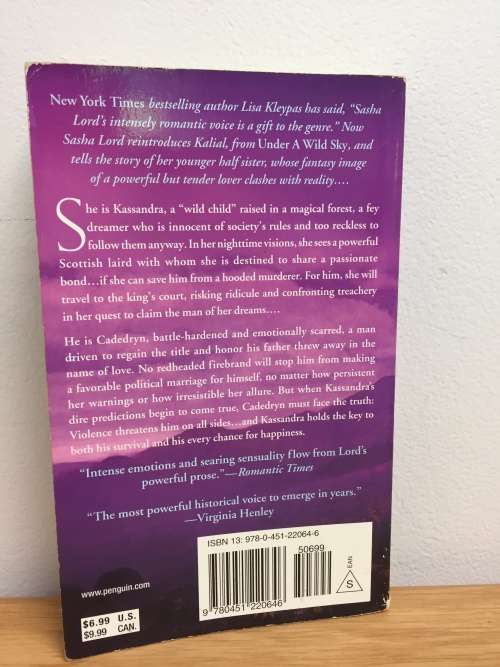 New York Times bestselling author Lisa Kleypas has said, “Sasha
Lord’s intensely romantic voice is a gift to the genre.” Now
Sasha Lord reintroduces Kalial, from Under A Wild Sky, and
tells the story of her younger half sister, whose fantasy image
of a powerful but tender lover clashes with reality....
She is Kassandra, a “wild child” raised in a magical forest, a fey
dreamer who is innocent of society’s rules and too reckless to
follow them anyway. In her nighttime visions, she sees a powerful
Scottish laird with whom she is destined to share a passionate
bond...if she can save him from a hooded murderer. For him, she will
travel to the king’s court, risking ridicule and confronting treachery
in her quest to claim the man of her dreams....
He is Cadedryn, battle-hardened and emotionally scarred, a man
driven to regain the title and honor his father threw away in the
name of love. No redheaded firebrand will stop him from making
a favorable political marriage for himself, no matter how persistent
her warnings or how irresistible her allure. But when Kassandra’s
dire predictions begin to come true, Cadedryn must face the truth:
Violence threatens him on all sides...and Kassandra holds the key to
both his survival and his every chance for happiness.
“Intense emotions and searing sensuality flow from Lord’s
powerful prose.”—Romantic Times
“The most powerful historical voice to emerge in years.”
—Virginia Henley
ISBN 13: 978-0-451-22064-6
50699
EAN
S
9 780451 220646
www.penguin.com
$6.99 U.S.
$9.99 CAN.